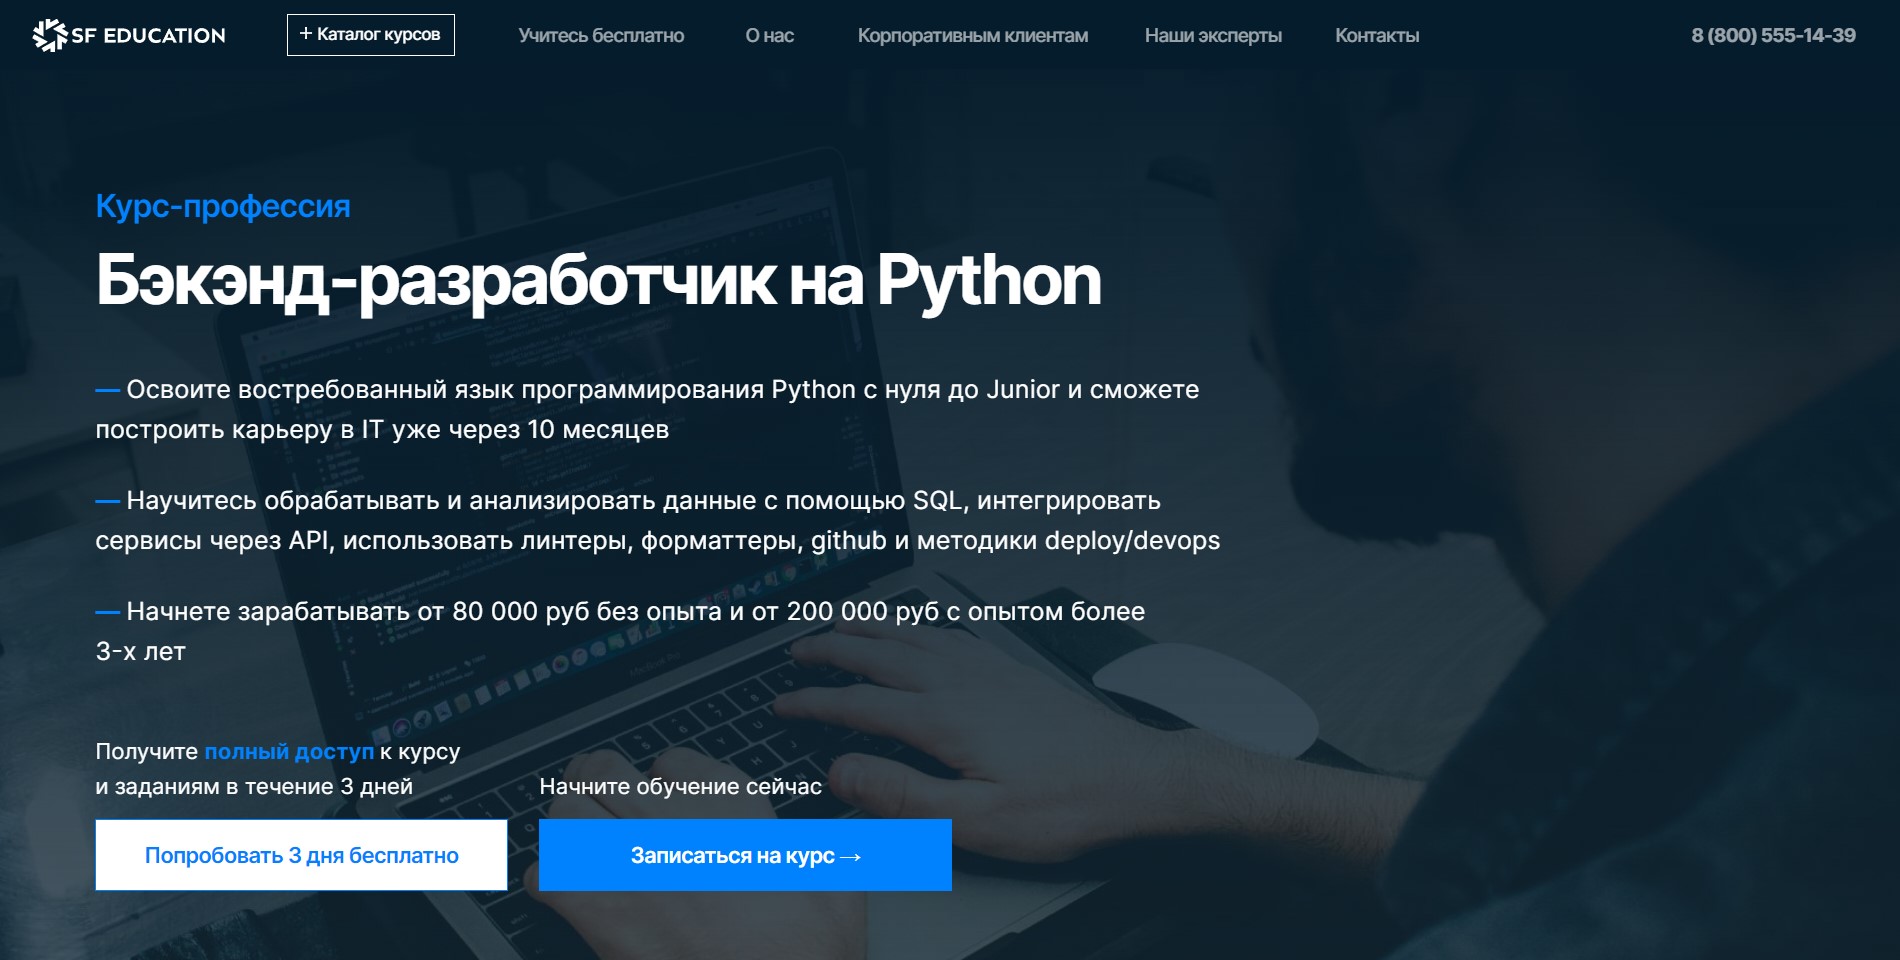 SF EDUCATION
+ Каталог курсов
Учитесь бесплатно
О нас
Корпоративным клиентам
Наши эксперты
Контакты
8 (800) 555-14-39
Курс-профессия
Бэкэнд-разработчик на Python
— Освоите востребованный язык программирования Python с нуля до Junior и сможете
построить карьеру в IT уже через 10 месяцев
— Научитесь обрабатывать и анализировать данные с помощью SQL, интегрировать
сервисы через API, использовать линтеры, форматтеры, github и методики deploy/devops
— Начнете зарабатывать от 80 000 руб без опыта и от 200 000 руб с опытом более
3-х лет
Получите полный доступ к курсу
и заданиям в течение 3 дней
Начните обучение сейчас
Попробовать 3 дня бесплатно
Записаться на курс →
MacBook Pro